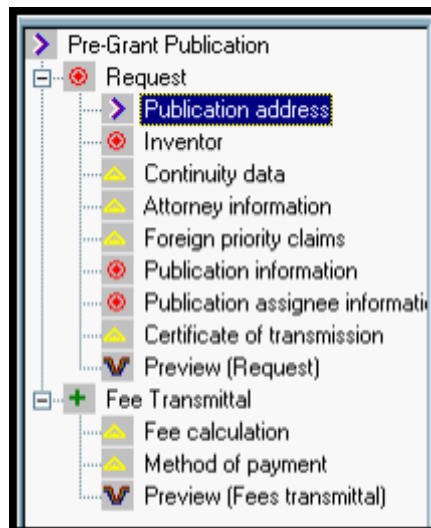 Pre-Grant Publication
Request
Publication address
Inventor
Continuity data
Attorney information
Foreign priority claims
Publication information
Publication assignee informati
Certificate of transmission
Preview (Request)
Fee Transmittal
Fee calculation
Method of payment
Preview (Fees transmittal)